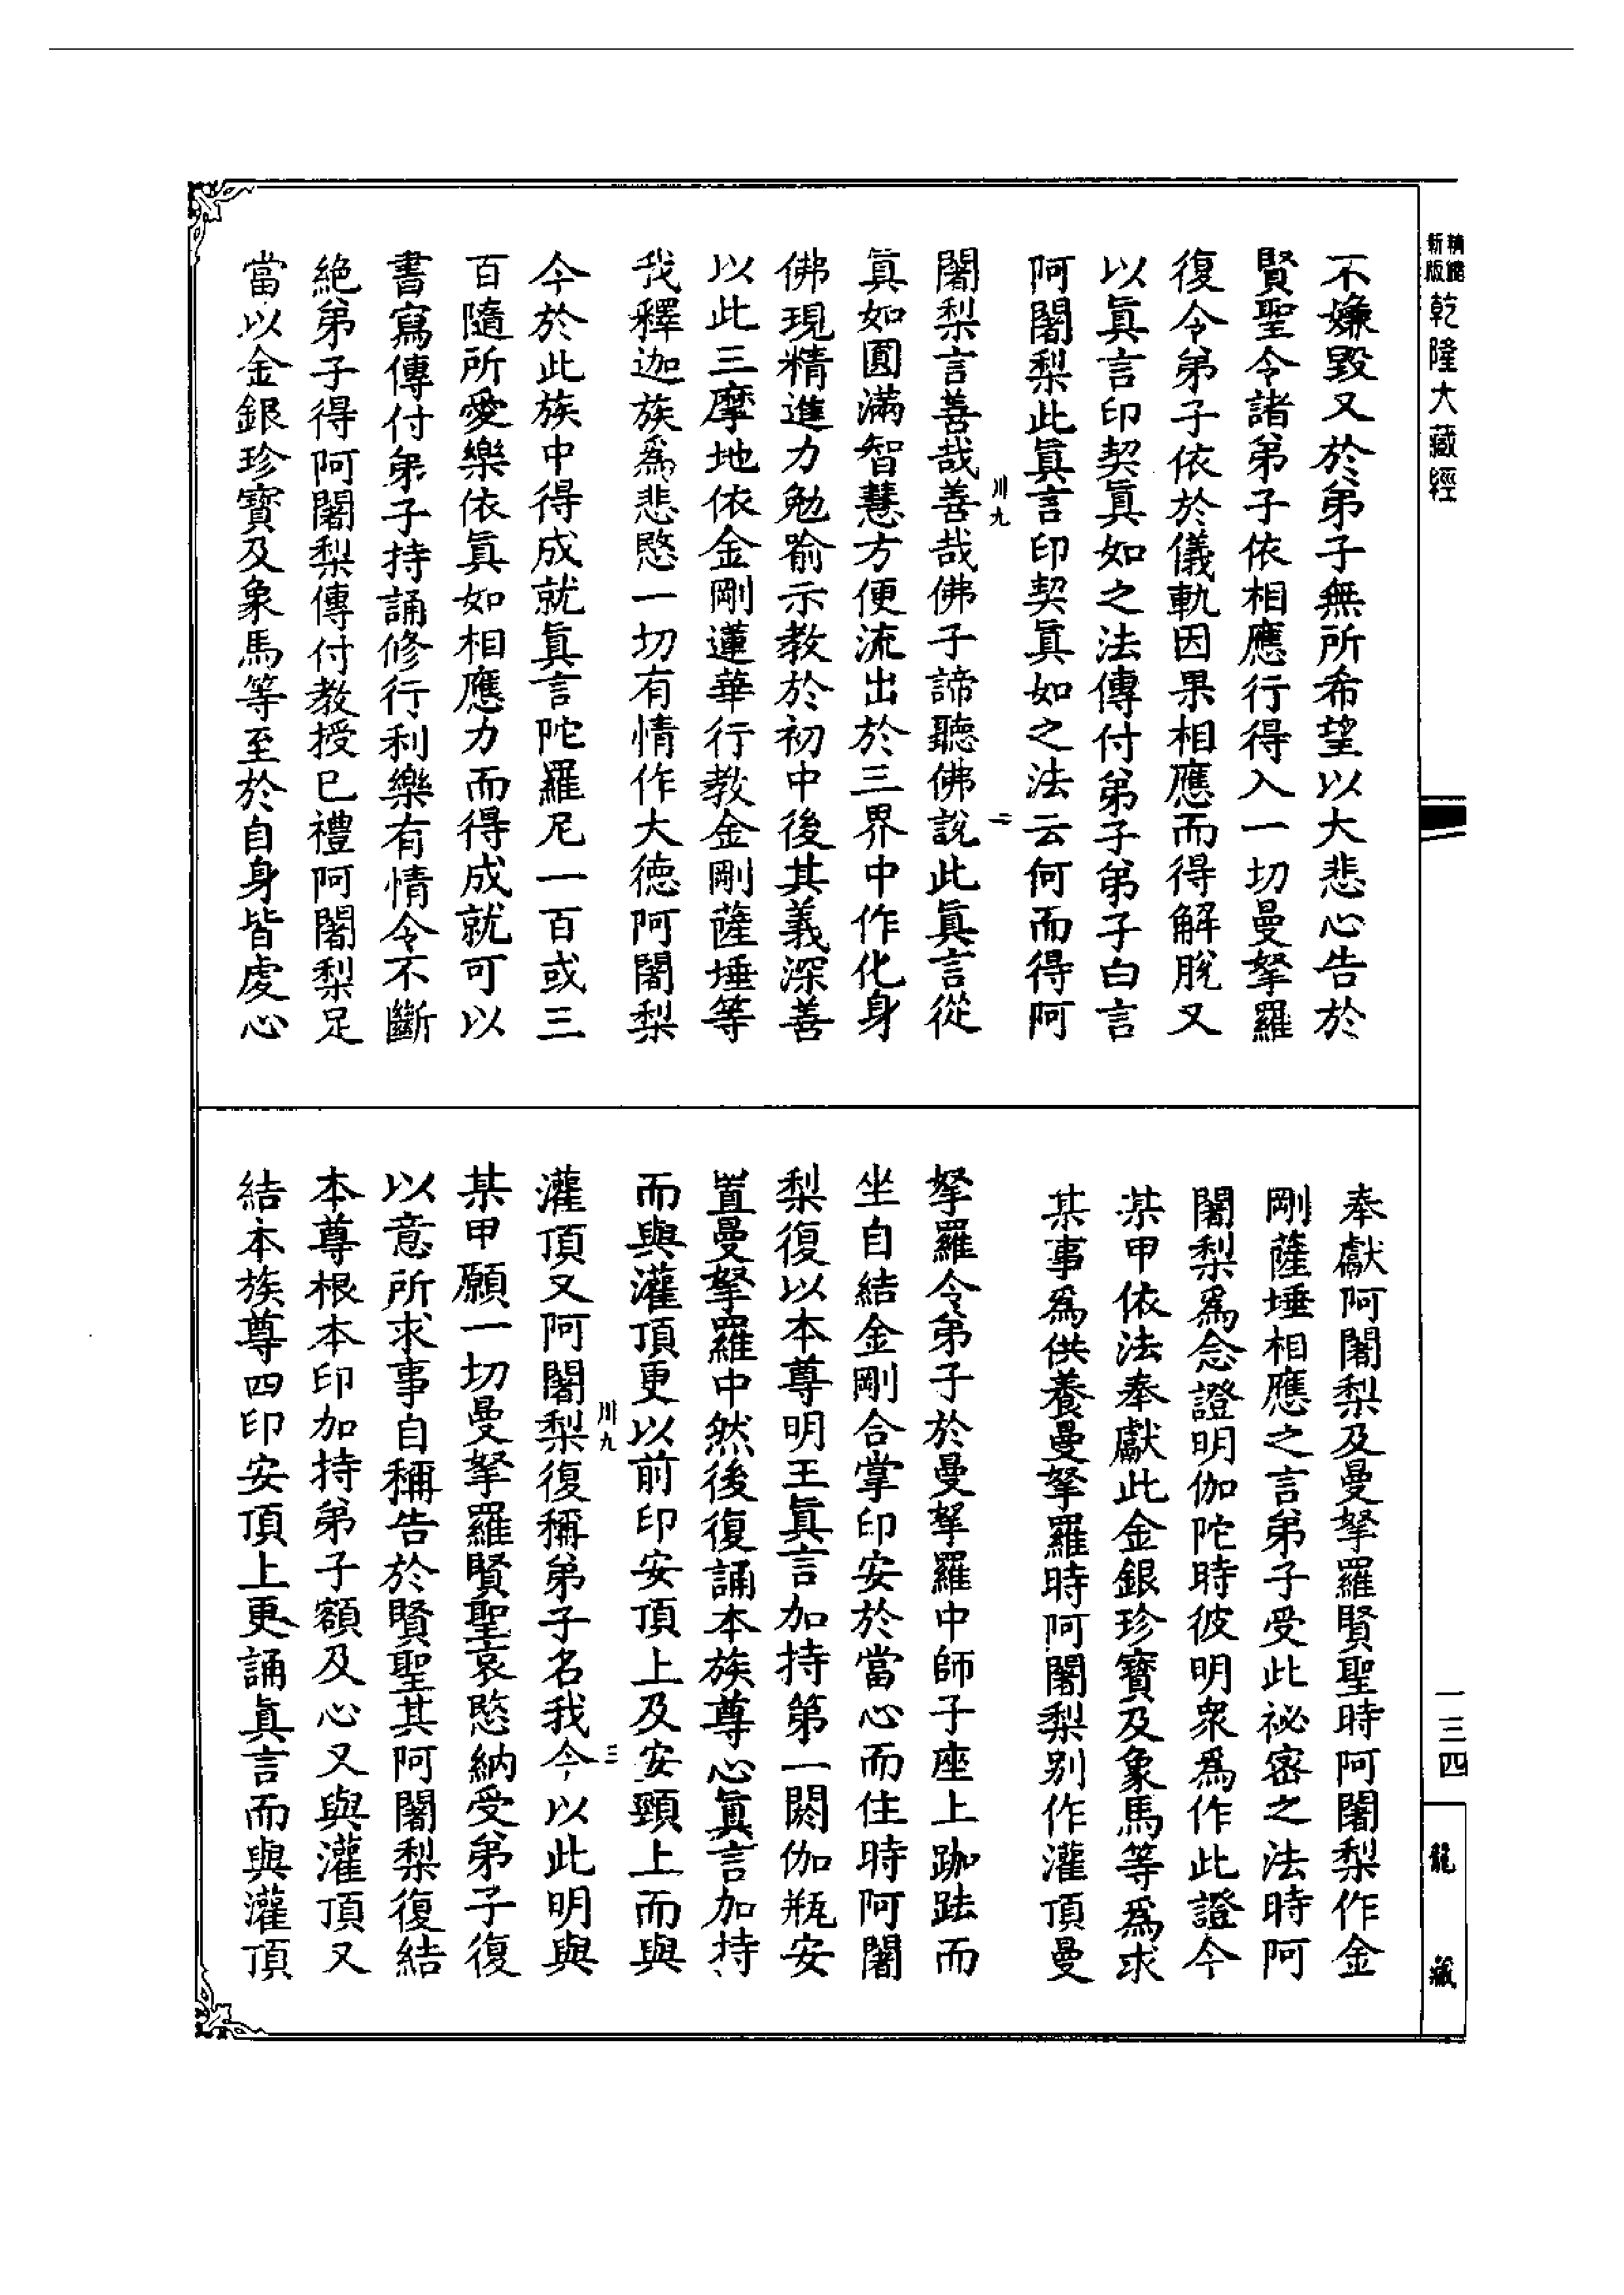 精縮
新版
乾隆大藏經
不嫌毀又於弟子無所希望以大悲心告於
賢聖令諸弟子依相應行得入一切曼拏羅
復令弟子依於儀軌因果相應而得解脫又
以眞言印契眞如之法傳付弟子弟子白言
阿闍梨此眞言印契眞如之法云何而得阿
川九
二
闍梨言善哉善哉佛子諦聽佛說此眞言從
眞如圓滿智慧方便流出於三界中作化身
佛現精進力勉喻示教於初中後其義深善
以此三摩地依金剛蓮華行教金剛薩埵等
我釋迦族爲悲愍一切有情作大德阿闍梨
今於此族中得成就眞言陀羅尼一百或三
百隨所愛樂依眞如相應力而得成就可以
書寫傳付弟子持誦修行利樂有情令不斷
絕弟子得阿闍梨傳付教授巳禮阿闍梨足
當以金銀珍寶及象馬等至於自身皆虔心
奉獻阿闍梨及曼拏羅賢聖時阿闍梨作金
剛薩埵相應之言弟子受此祕密之法時阿
闍梨爲念證明伽陀時彼明衆爲作此證今
某甲依法奉獻此金銀珍寶及象馬等爲求
某事爲供養曼拏羅時阿闍梨別作灌頂曼
拏羅令弟子於曼拏羅中師子座上跏趺而
坐自結金剛合掌印安於當心而住時阿闍
梨復以本尊明王眞言加持第一閼伽瓶安
置曼拏羅中然後復誦本族尊心眞言加持
而與灌頂更以前印安頂上及安頸上而與
川九
三
灌頂又阿闍梨復稱弟子名我今以此明與
某甲願一切曼拏羅賢聖哀愍納受弟子復
以意所求事自稱告於賢聖其阿闍梨復結
本尊根本印加持弟子額及心又與灌頂又
結本族尊四印安頂上更誦眞言而與灌頂
一三四
龍藏